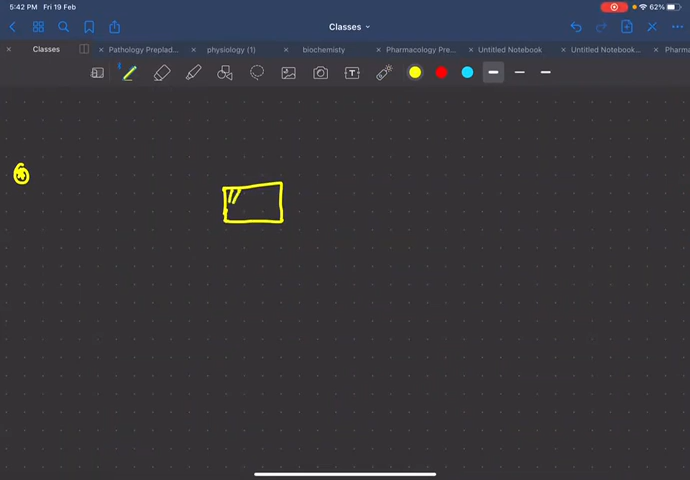 5:42 PM Fri 19 Feb
62%
Classes
Classes
Pathology Preplad...
physiology (1)
biochemisty
Pharmacology Pre...
Untitled Notebook
Untitled Notebook...
Pharma
T